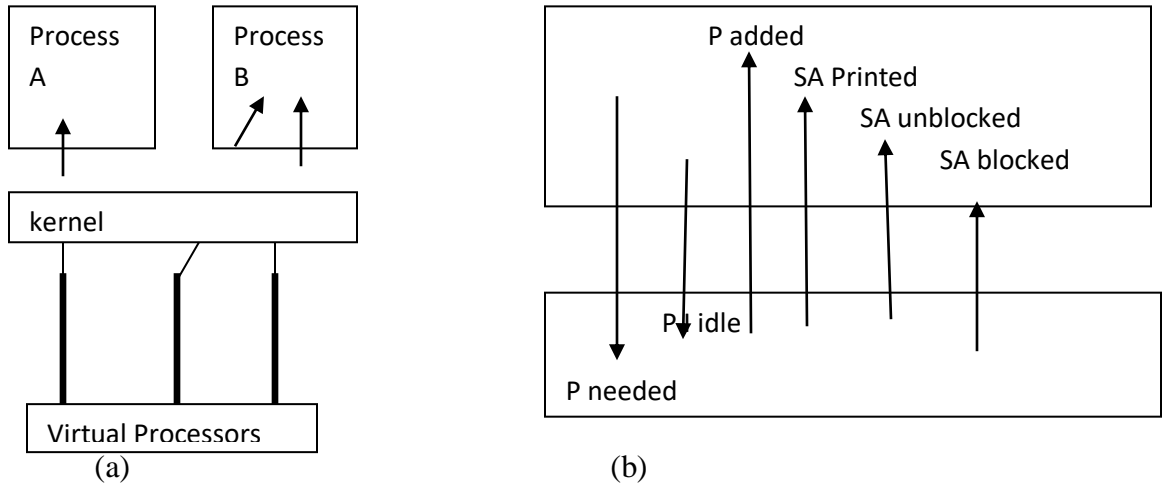 Process
A
Process
B
kernel
Virtual Processors
(a)
P added
SA Printed
SA unblocked
SA blocked
P idle
P needed
(b)